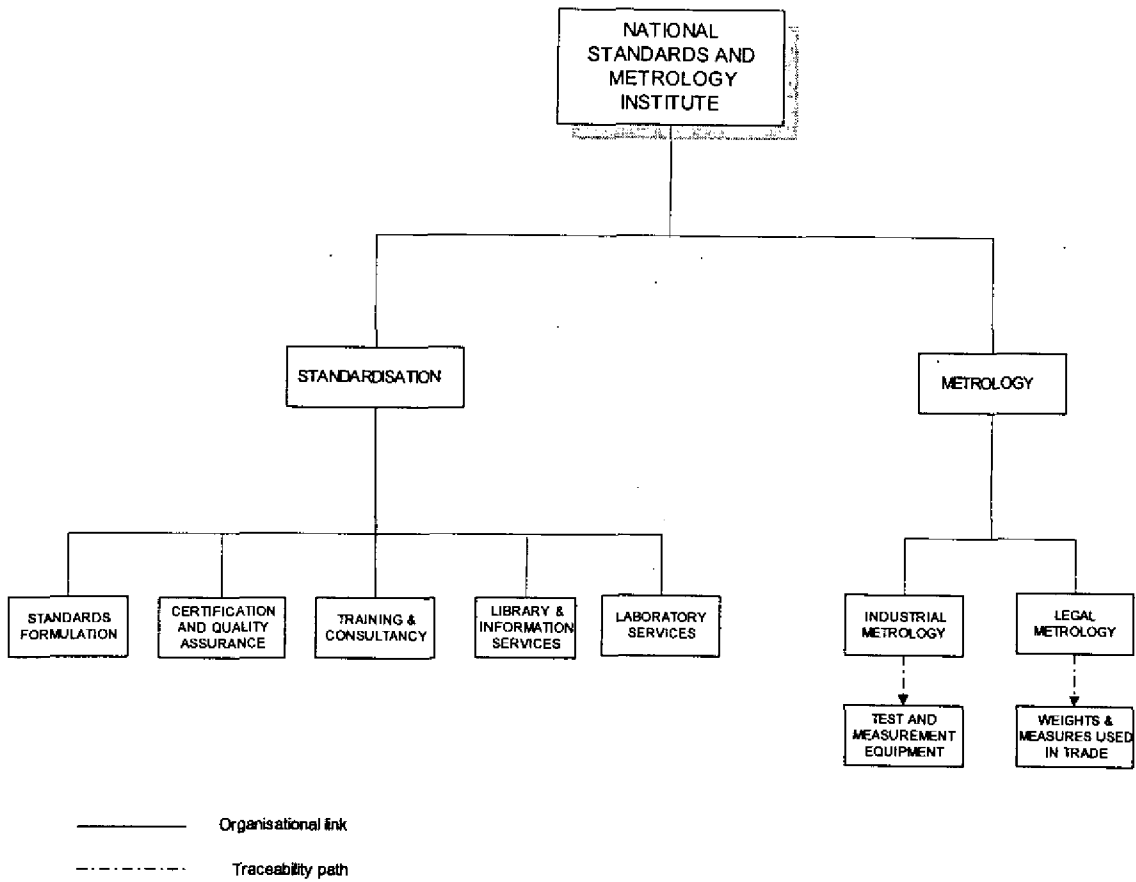 NATIONAL
STANDARDS AND
METROLOGY
INSTITUTE
STANDARDISATION
METROLOGY
STANDARDS
FORMULATION
CERTIFICATION
AND QUALITY
ASSURANCE
TRAINING &
CONSULTANCY
LIBRARY &
INFORMATION
SERVICES
LABORATORY
SERVICES
INDUSTRIAL
METROLOGY
LEGAL
METROLOGY
TEST AND
MEASUREMENT
EQUIPMENT
WEIGHTS &
MEASURES USED
IN TRADE
Organisational link
Traceability path